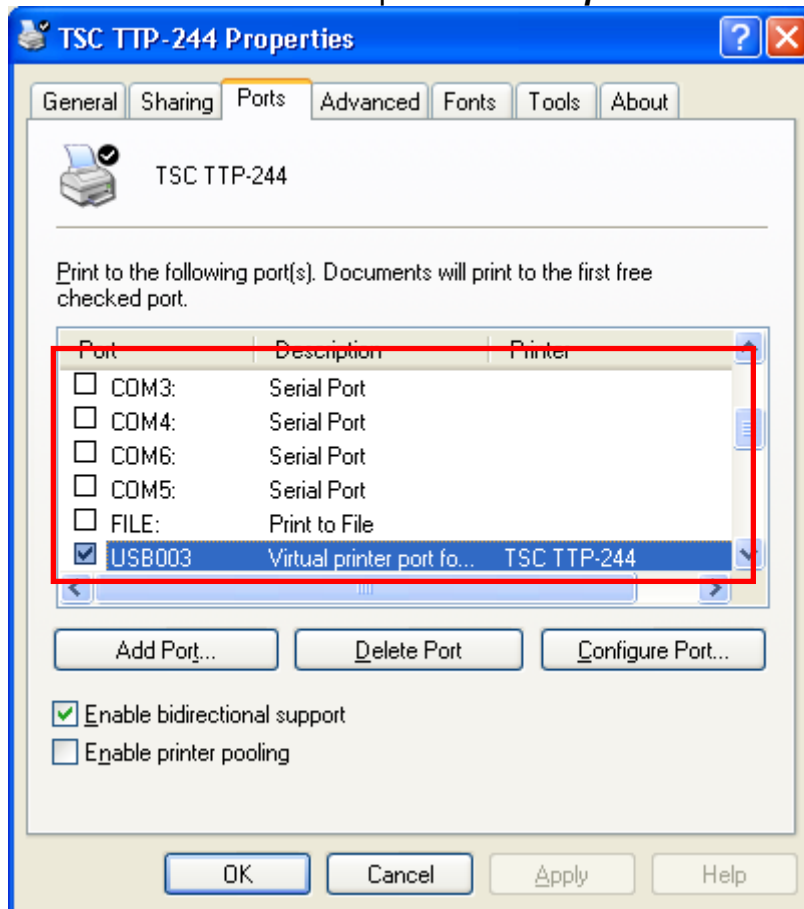 TSC TTP-244 Properties
General Sharing Ports Advanced Fonts Tools About
TSC TTP-244
Print to the following port(s). Documents will print to the first free
checked port.
Port Description Printer
COM3: Serial Port
COM4: Serial Port
COM6: Serial Port
COM5: Serial Port
FILE: Print to File
USB003 Virtual printer port fo... TSC TTP-244
Add Port... Delete Port Configure Port...
Enable bidirectional support
Enable printer pooling
OK Cancel Apply Help